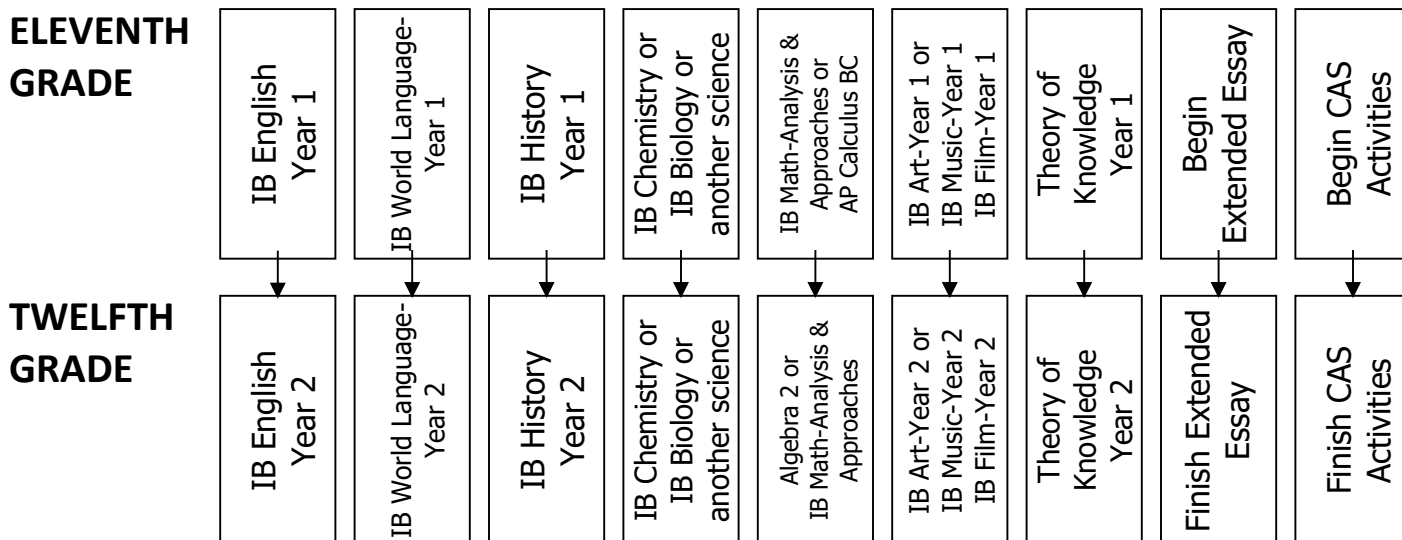 ELEVENTH
GRADE
IB English
Year 1
IB World Language-
Year 1
IB History
Year 1
IB Chemistry or
IB Biology or
another science
IB Math-Analysis &
Approaches or
AP Calculus BC
IB Art-Year 1 or
IB Music-Year 1
IB Film-Year 1
Theory of
Knowledge
Year 1
Begin
Extended Essay
Begin CAS
Activities
TWELFTH
GRADE
IB English
Year 2
IB World Language-
Year 2
IB History
Year 2
IB Chemistry or
IB Biology or
another science
Algebra 2 or
IB Math-Analysis &
Approaches
IB Art-Year 2 or
IB Music-Year 2
IB Film-Year 2
Theory of
Knowledge
Year 2
Finish Extended
Essay
Finish CAS
Activities